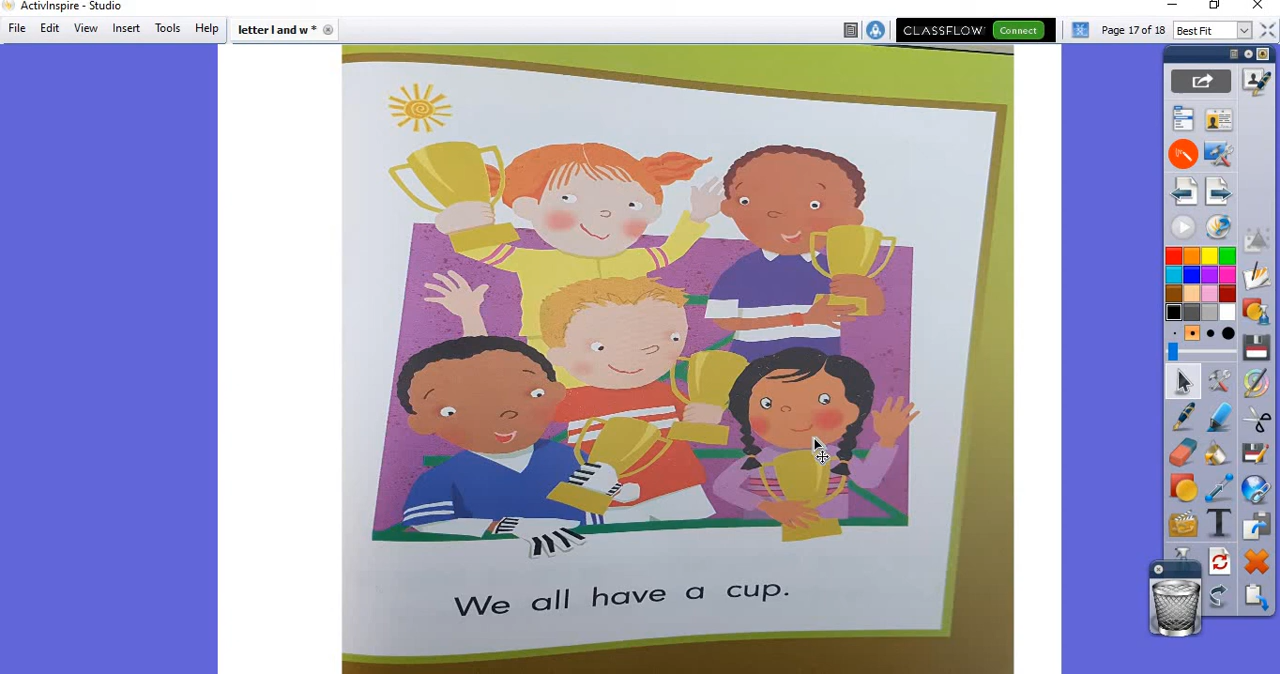 ActivInspire - Studio
File Edit View Insert Tools Help
letter l and w *
CLASSFLOW Connect
Page 17 of 18
Best Fit
We all have a cup.